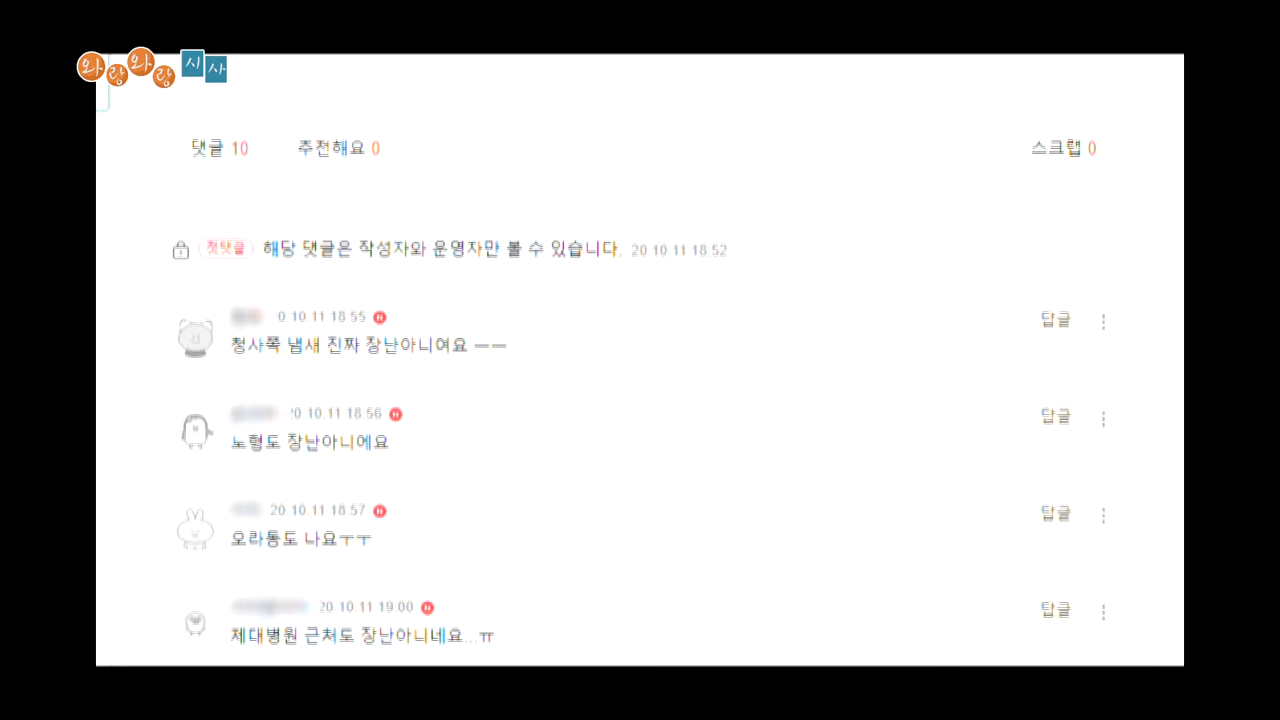 와랑와랑 시사
댓글 10 추천해요 0 스크랩 0
첫댓글 해당 댓글은 작성자와 운영자만 볼 수 있습니다. 20.10.11 18:52
0.10.11 18:55 N 답글
청사쪽 냄새 진짜 장난아니여요 ㅡㅡ
20.10.11 18:56 N 답글
노형도 장난아니에요
20.10.11 18:57 N 답글
오라동도 나요ㅜㅜ
20.10.11 19:00 N 답글
제대병원 근처도 장난아니네요...ㅠ